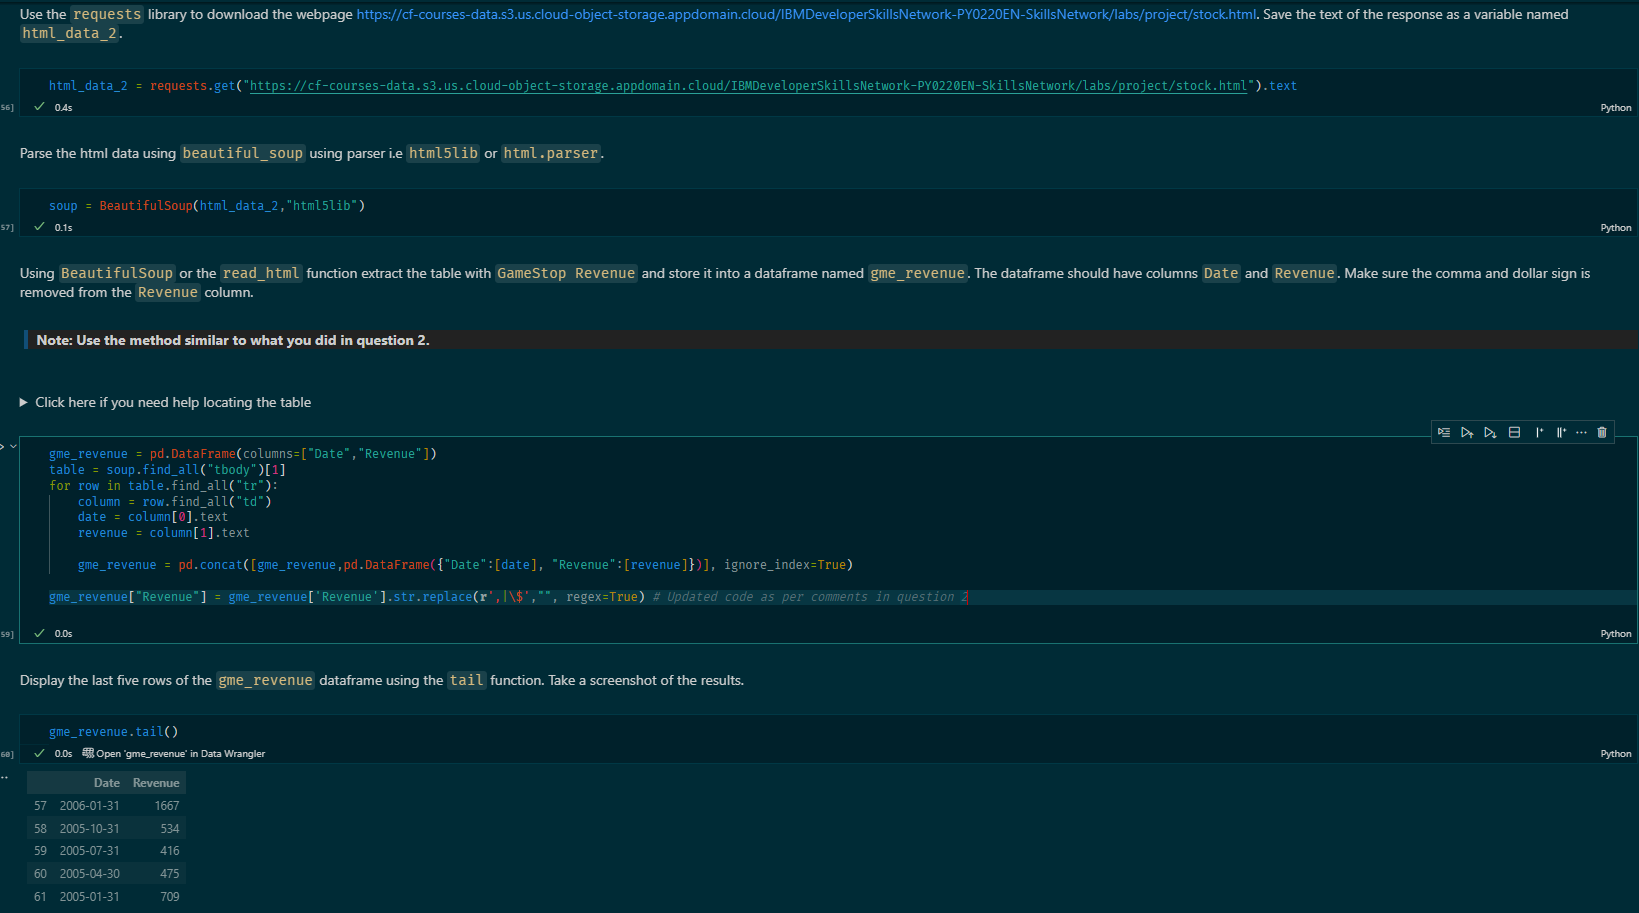 Use the requests library to download the webpage https://cf-courses-data.s3.us.cloud-object-storage.appdomain.cloud/IBMDeveloperSkillsNetwork-PY0220EN-SkillsNetwork/labs/project/stock.html. Save the text of the response as a variable named
html_data_2.
html_data_2 = requests.get("https://cf-courses-data.s3.us.cloud-object-storage.appdomain.cloud/IBMDeveloperSkillsNetwork-PY0220EN-SkillsNetwork/labs/project/stock.html").text
56] ✓ 0.4s Python
Parse the html data using beautiful_soup using parser i.e html5lib or html.parser.
soup = BeautifulSoup(html_data_2,"html5lib")
57] ✓ 0.1s Python
Using BeautifulSoup or the read_html function extract the table with GameStop Revenue and store it into a dataframe named gme_revenue. The dataframe should have columns Date and Revenue. Make sure the comma and dollar sign is
removed from the Revenue column.
Note: Use the method similar to what you did in question 2.
▶ Click here if you need help locating the table
gme_revenue = pd.DataFrame(columns=["Date","Revenue"])
table = soup.find_all("tbody")[1]
for row in table.find_all("tr"):
    column = row.find_all("td")
    date = column[0].text
    revenue = column[1].text
    gme_revenue = pd.concat([gme_revenue,pd.DataFrame({"Date":[date], "Revenue":[revenue]})], ignore_index=True)
gme_revenue["Revenue"] = gme_revenue['Revenue'].str.replace(r',|\$',"", regex=True) # Updated code as per comments in question 2
59] ✓ 0.0s Python
Display the last five rows of the gme_revenue dataframe using the tail function. Take a screenshot of the results.
gme_revenue.tail()
60] ✓ 0.0s Open 'gme_revenue' in Data Wrangler Python
Date Revenue
57 2006-01-31 1667
58 2005-10-31 534
59 2005-07-31 416
60 2005-04-30 475
61 2005-01-31 709